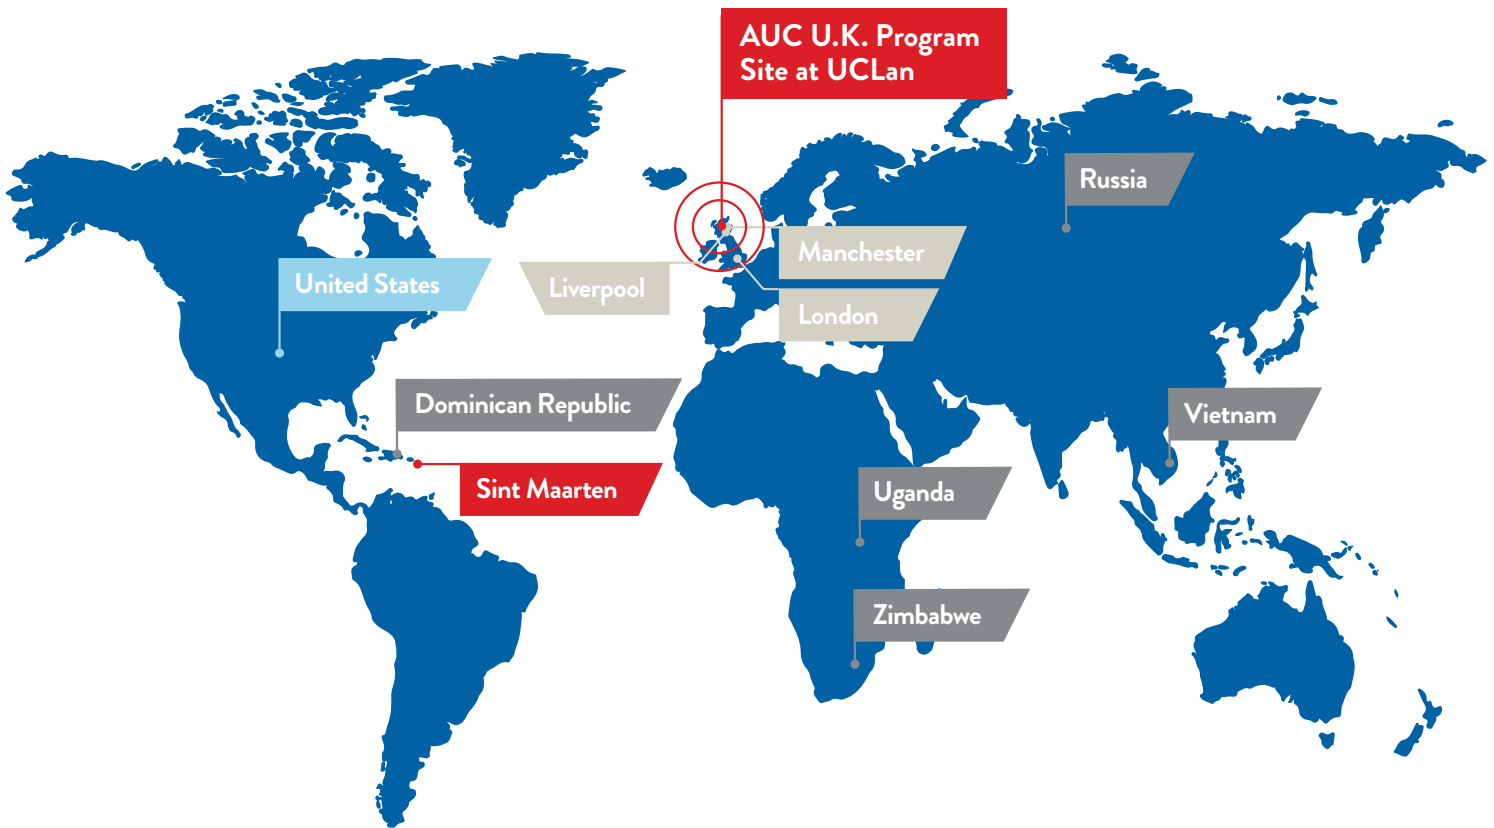 AUC U.K. Program
Site at UCLan
Russia
Manchester
United States
Liverpool
London
Dominican Republic
Vietnam
Sint Maarten
Uganda
Zimbabwe